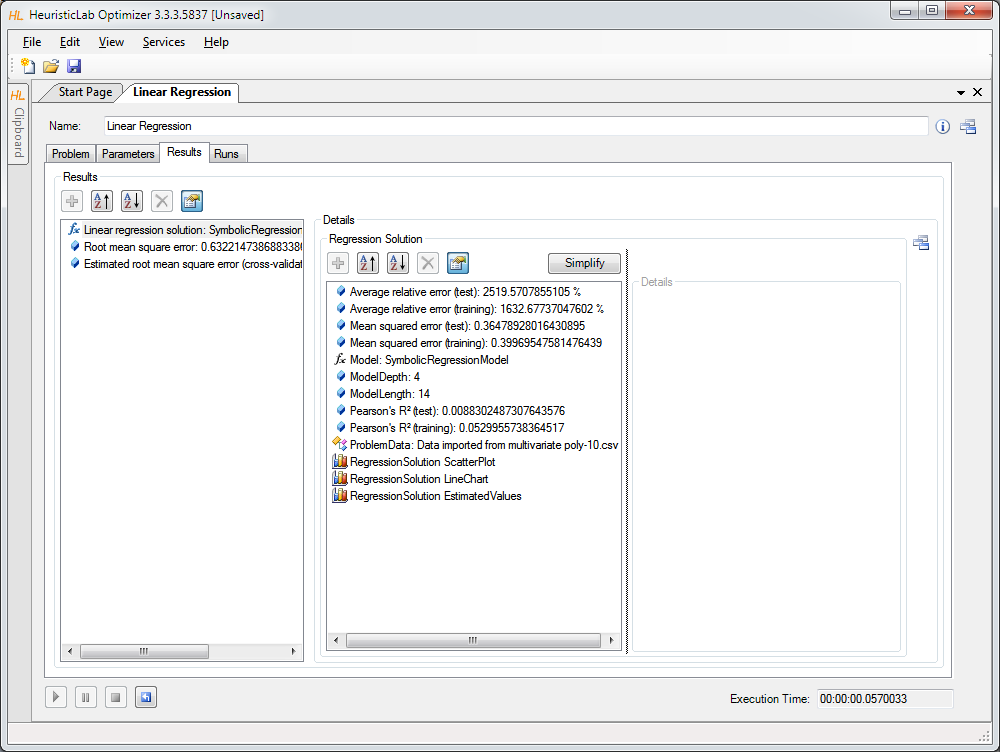 HL HeuristicLab Optimizer 3.3.3.5837 [Unsaved]
File Edit View Services Help
HL Clipboard
Start Page Linear Regression
Name: Linear Regression
Problem Parameters Results Runs
Results
Linear regression solution: SymbolicRegression
Root mean square error: 0.6322147386883386
Estimated root mean square error (cross-validat
Details
Regression Solution
Simplify
Average relative error (test): 2519.5707855105 %
Average relative error (training): 1632.67737047602 %
Mean squared error (test): 0.36478928016430895
Mean squared error (training): 0.39969547581476439
Model: SymbolicRegressionModel
ModelDepth: 4
ModelLength: 14
Pearson's R² (test): 0.0088302487307643576
Pearson's R² (training): 0.0529955738364517
ProblemData: Data imported from multivariate poly-10.csv
RegressionSolution ScatterPlot
RegressionSolution LineChart
RegressionSolution EstimatedValues
Details
Execution Time: 00:00:00.0570033